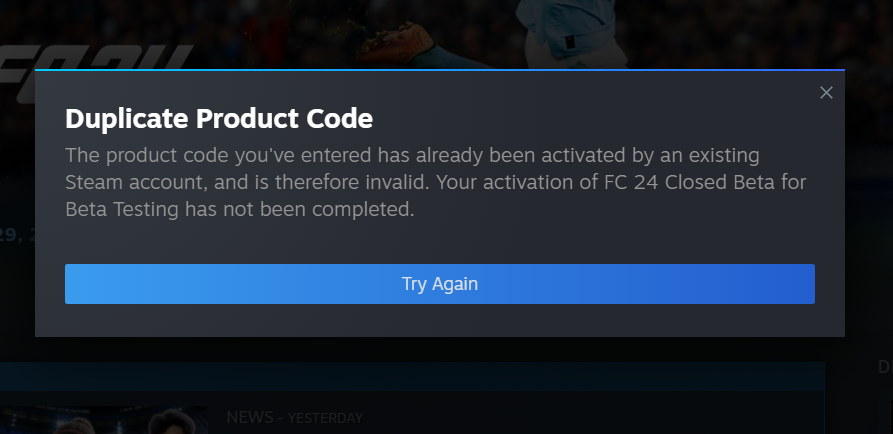 FC 24
Duplicate Product Code
The product code you've entered has already been activated by an existing
Steam account, and is therefore invalid. Your activation of FC 24 Closed Beta for
Beta Testing has not been completed.
29, 2
Try Again
D
NEWS - YESTERDAY